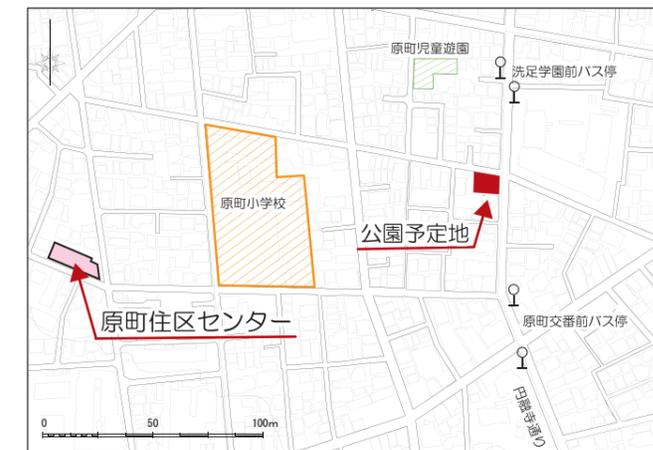 原町児童遊園
洗足学園前バス停
原町小学校
公園予定地
原町住区センター
原町交番前バス停
円融寺通り
0 50 100m